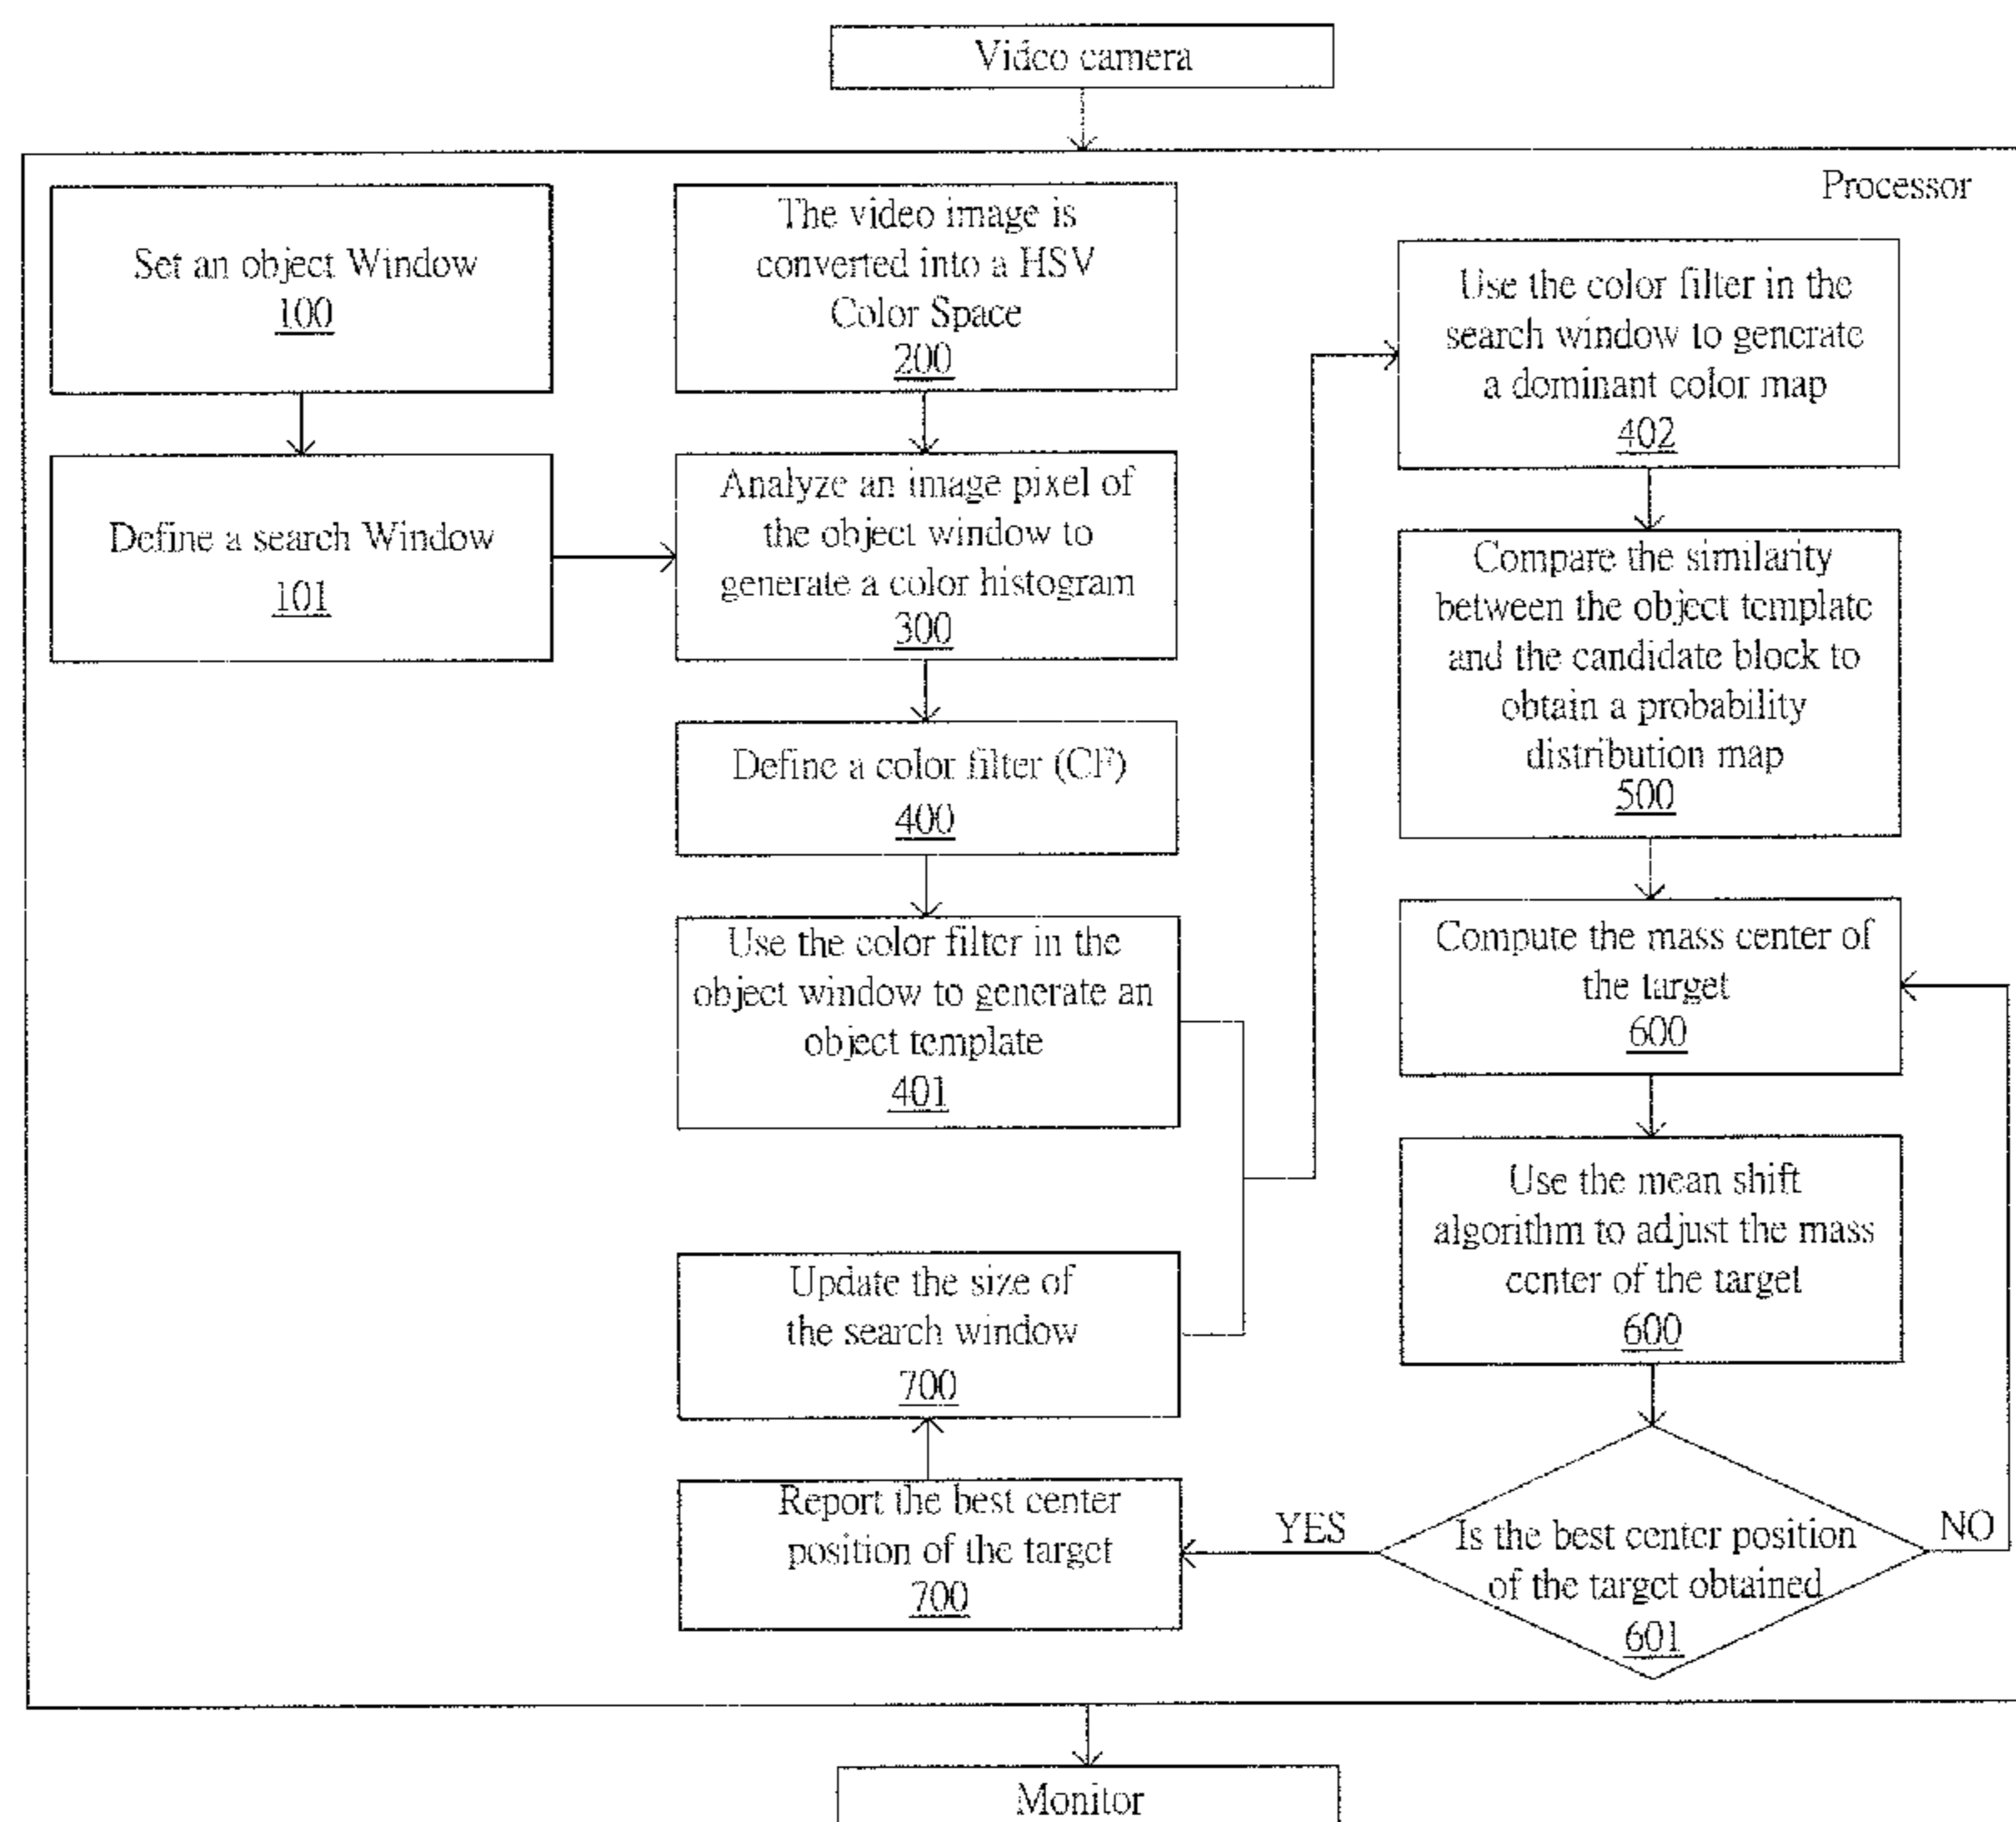 Video camera
Processor
Set an object Window
100
Define a search Window
101
The video image is
converted into a HSV
Color Space
200
Analyze an image pixel of
the object window to
generate a color histogram
300
Define a color filter (CF)
400
Use the color filter in the
object window to generate an
object template
401
Use the color filter in the
search window to generate
a dominant color map
402
Compare the similarity
between the object template
and the candidate block to
obtain a probability
distribution map
500
Compute the mass center of
the target
600
Use the mean shift
algorithm to adjust the mass
center of the target
600
Is the best center position
of the target obtained
601
YES
NO
Report the best center
position of the target
700
Update the size of
the search window
700
Monitor